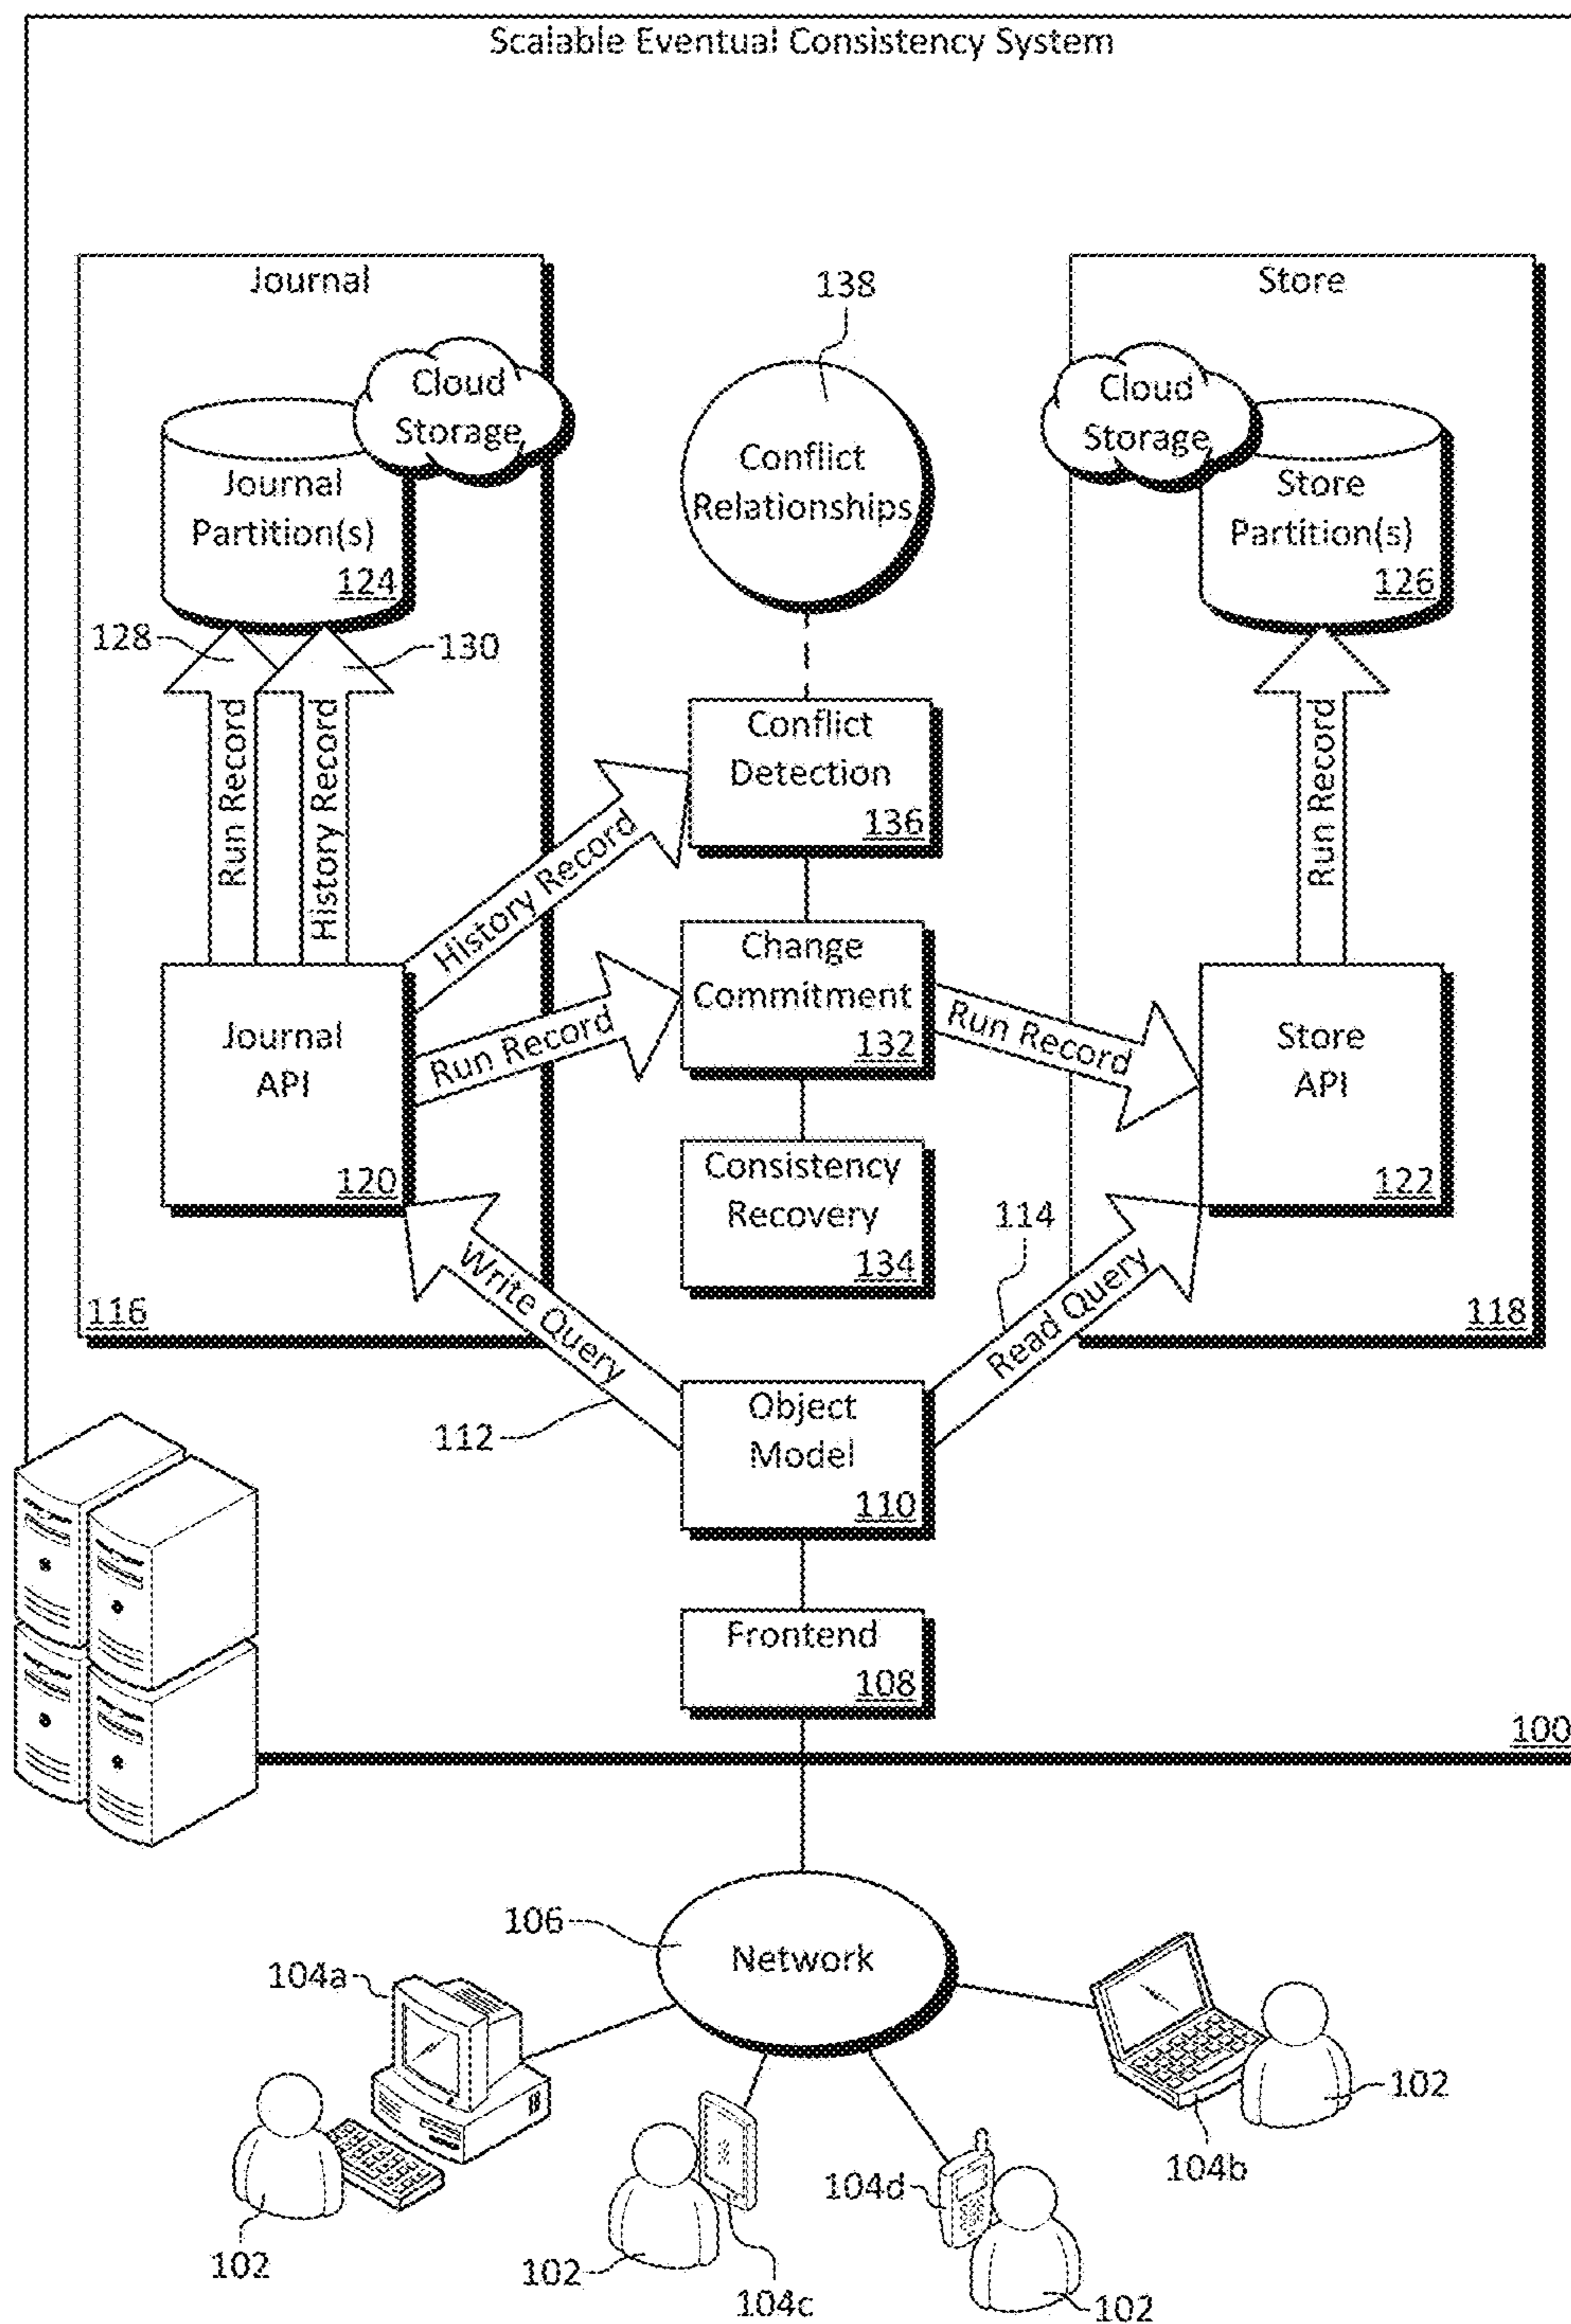 Scalable Eventual Consistency System
Journal
Store
138
Cloud
Storage
Cloud
Storage
Conflict
Relationships
Journal
Partition(s)
124
Store
Partition(s)
126
128
130
Run Record
History Record
Conflict
Detection
136
Run Record
History Record
Change
Commitment
132
Run Record
Run Record
Journal
API
120
Store
API
122
Consistency
Recovery
134
114
Write Query
Read Query
116
118
112
Object
Model
110
Frontend
108
100
106
Network
104a
102
104b
104d
102
102
104c
102